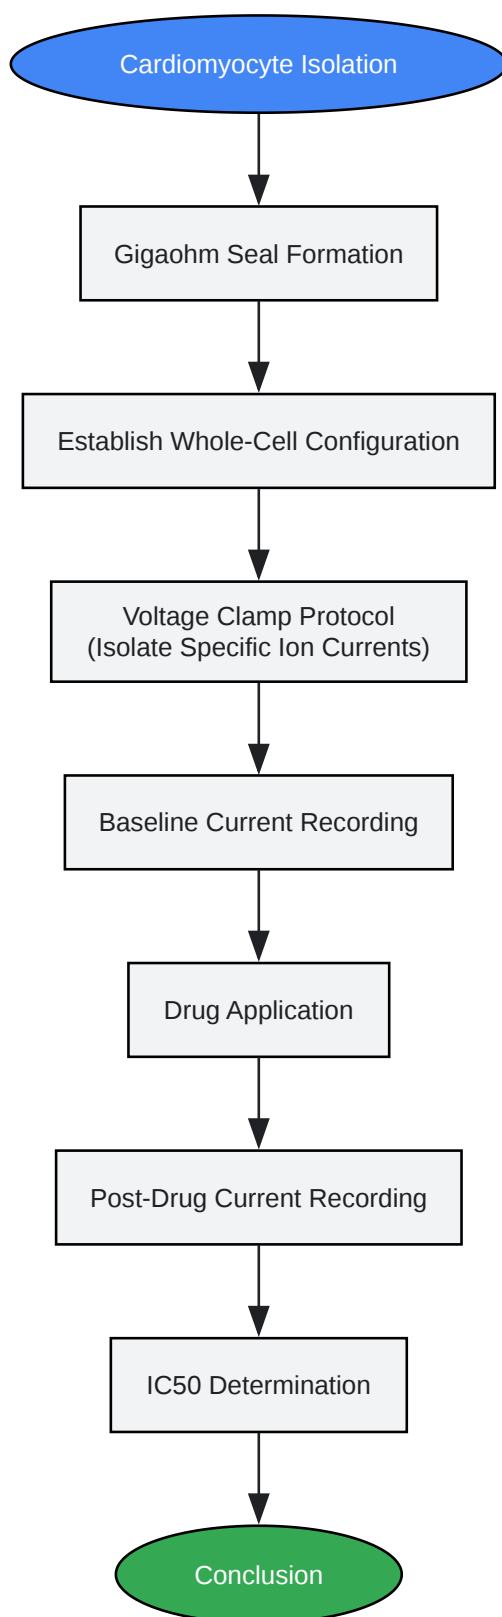 Cardiomyocyte Isolation
Gigaohm Seal Formation
Establish Whole-Cell Configuration
Voltage Clamp Protocol
(Isolate Specific Ion Currents)
Baseline Current Recording
Drug Application
Post-Drug Current Recording
IC50 Determination
Conclusion